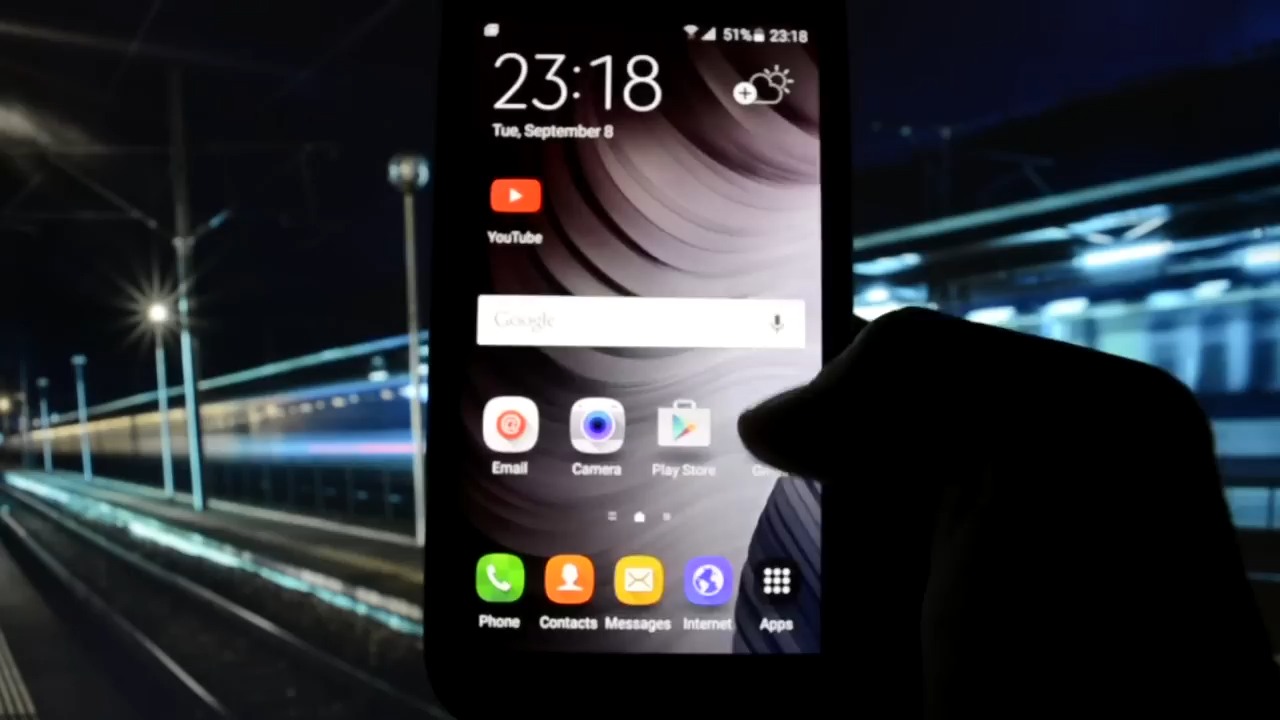 51% 23:18
23:18
Tue, September 8
YouTube
Google
Email Camera Play Store
Phone Contacts Messages Internet Apps